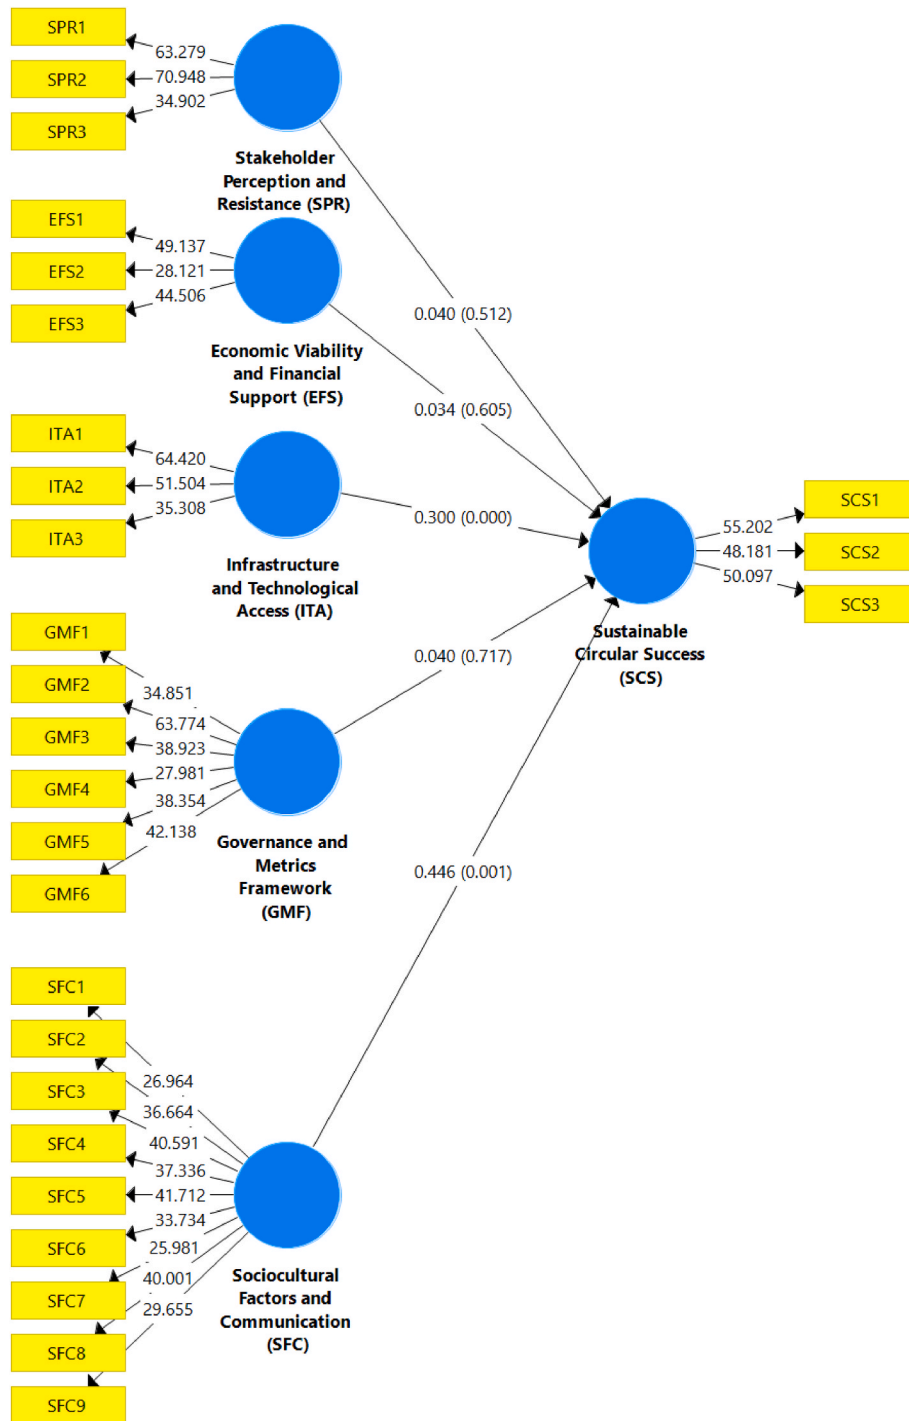 SPR1
63.279
SPR2
70.948
34.902
SPR3
Stakeholder
Perception and
Resistance (SPR)
EFS1
49.137
EFS2
28.121
44.506
EFS3
0.040 (0.512)
Economic Viability
and Financial
Support (EFS)
0.034 (0.605)
ITA1
64.420
ITA2
51.504
35.308
ITA3
0.300 (0.000)
Infrastructure
and Technological
Access (ITA)
SCS1
55.202
SCS2
48.181
50.097
SCS3
Sustainable
Circular Success
(SCS)
GMF1
GMF2
34.851
63.774
GMF3
38.923
27.981
GMF4
38.354
GMF5
42.138
GMF6
0.040 (0.717)
Governance and
Metrics
Framework
(GMF)
0.446 (0.001)
SFC1
SFC2
26.964
SFC3
36.664
40.591
SFC4
37.336
SFC5
41.712
33.734
SFC6
25.981
40.001
SFC7
29.655
SFC8
SFC9
Sociocultural
Factors and
Communication
(SFC)